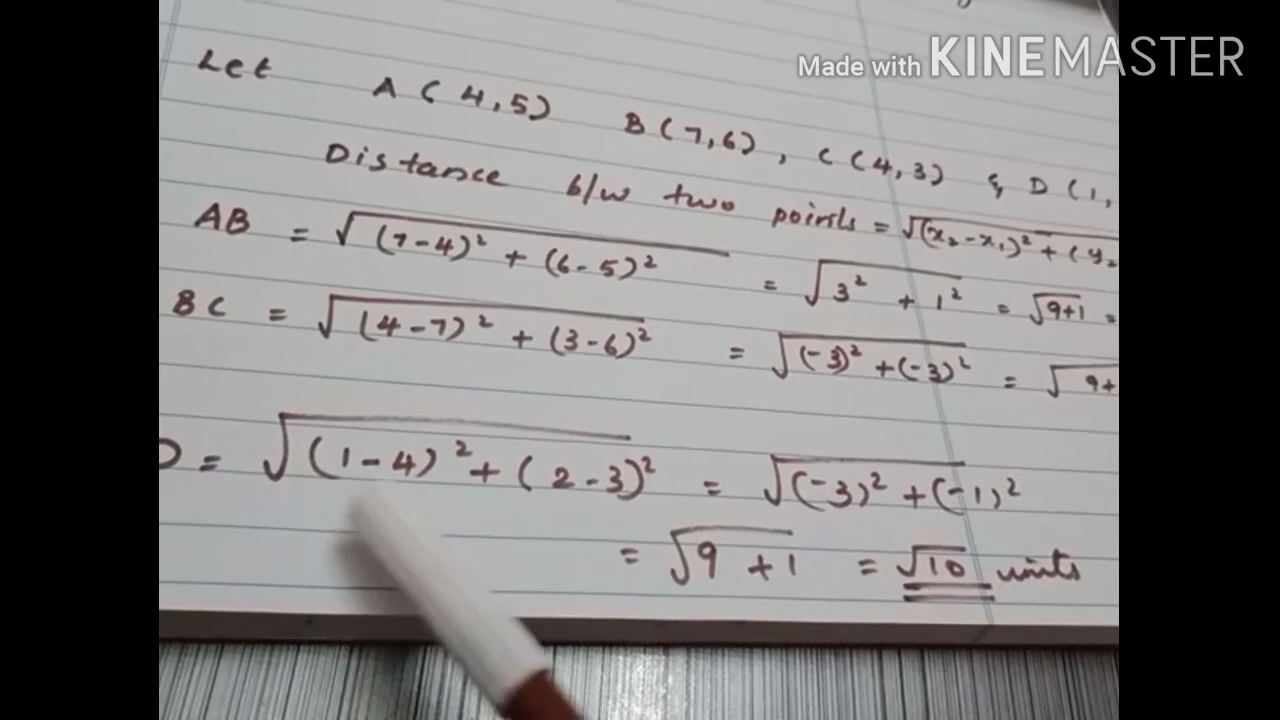 Made with KINEMASTER
Let A(4,5) B(7,6), C(4,3) & D(1,
Distance b/w two points = √(x₂-x₁)² + (y₂
AB = √(7-4)² + (6-5)² = √3² + 1² = √9+1 =
BC = √(4-7)² + (3-6)² = √(-3)² + (-3)² = √9+
D = √(1-4)² + (2-3)² = √(-3)² + (-1)²
= √9+1 = √10 units